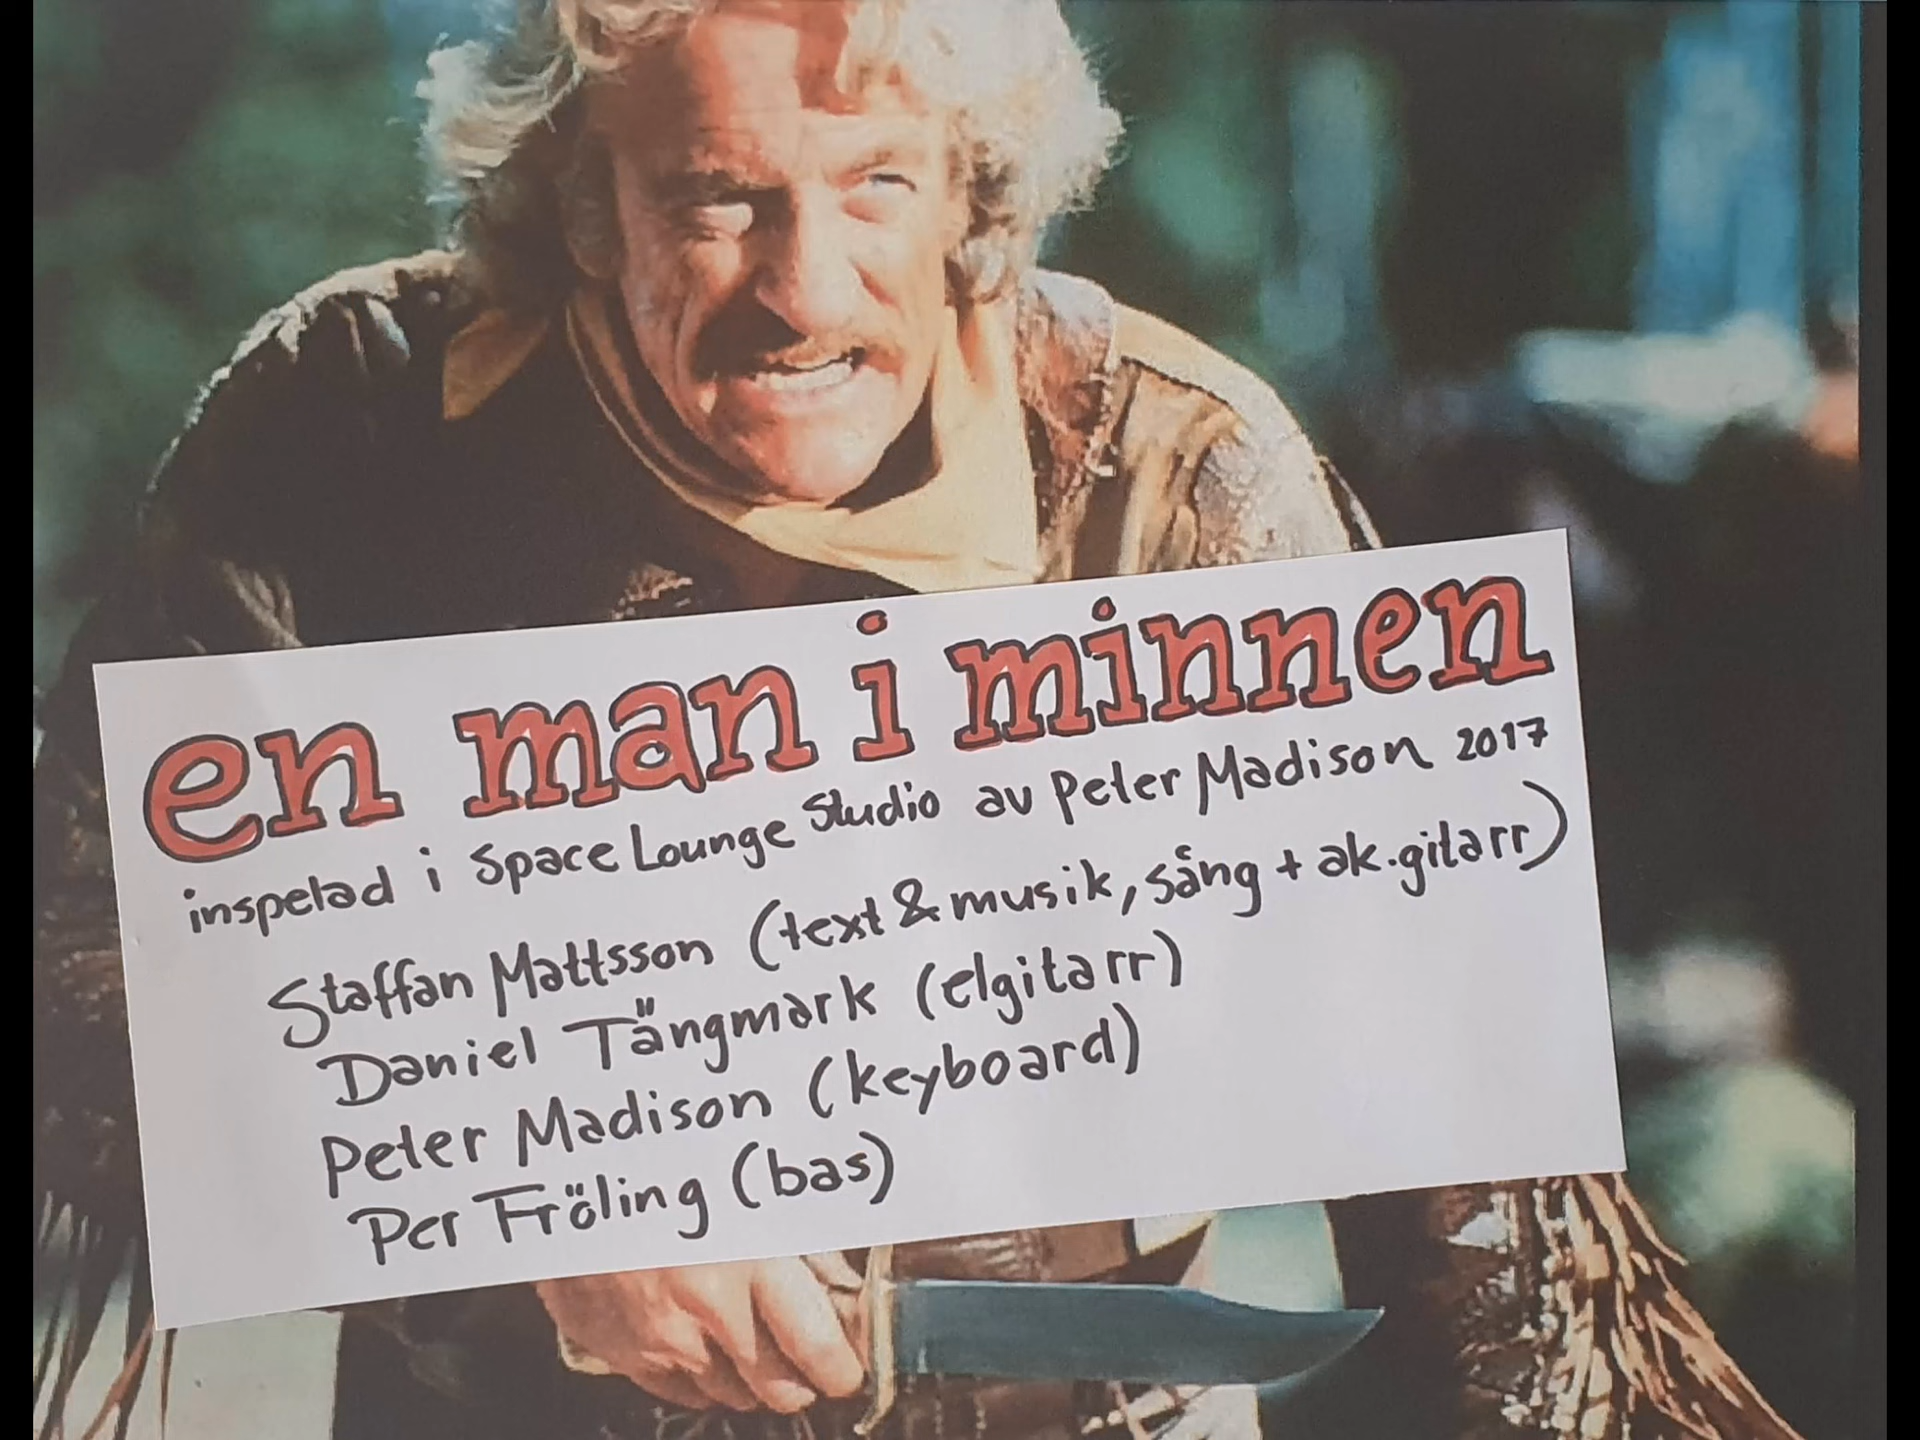 en man i minnen
inspelad i Space Lounge Studio av Peter Madison 2017
Staffan Mattsson (text & musik, sång + ak.gitarr)
Daniel Tängmark (elgitarr)
Peter Madison (keyboard)
Per Fröling (bas)